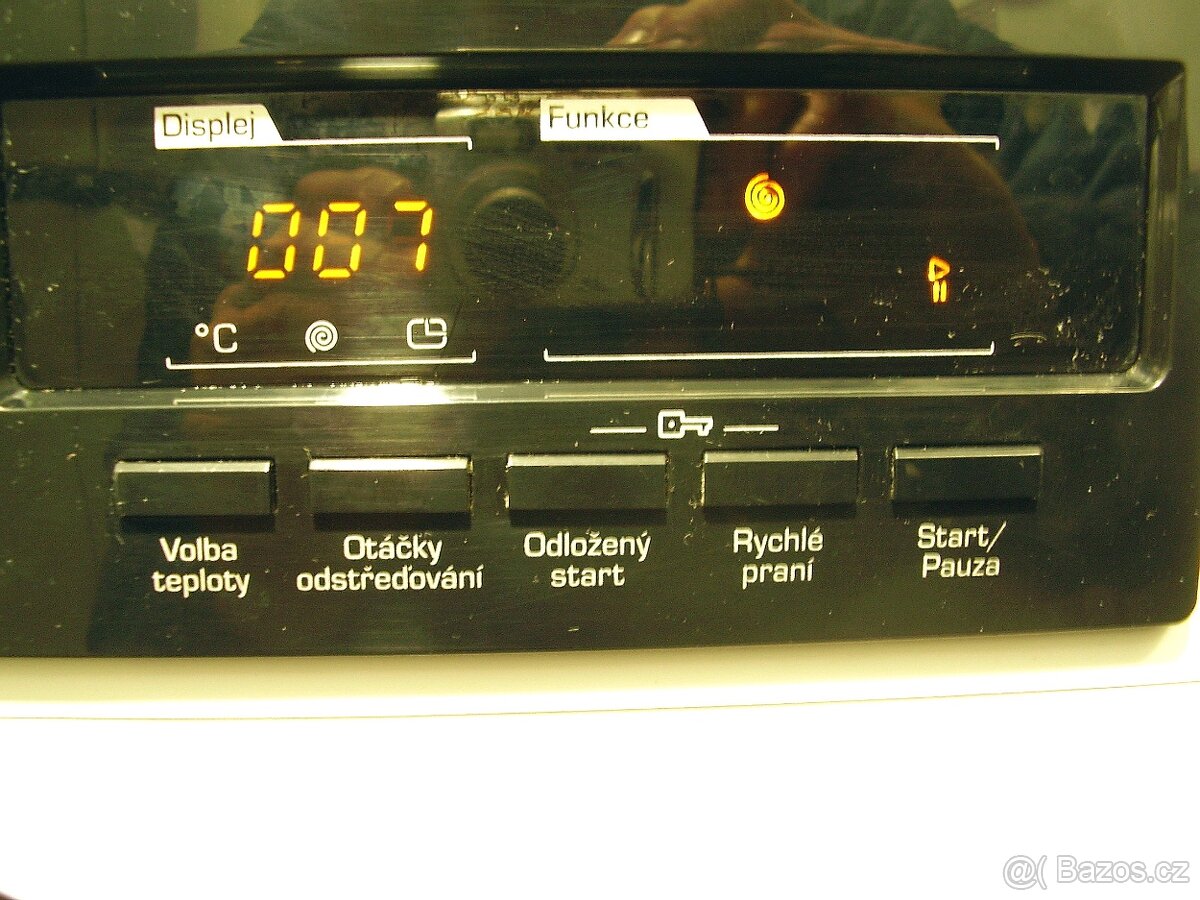 Displej
Funkce
007
°C
Volba
teploty
Otáčky
odstřeďování
Odložený
start
Rychlé
praní
Start/
Pauza
@( Bazos.cz